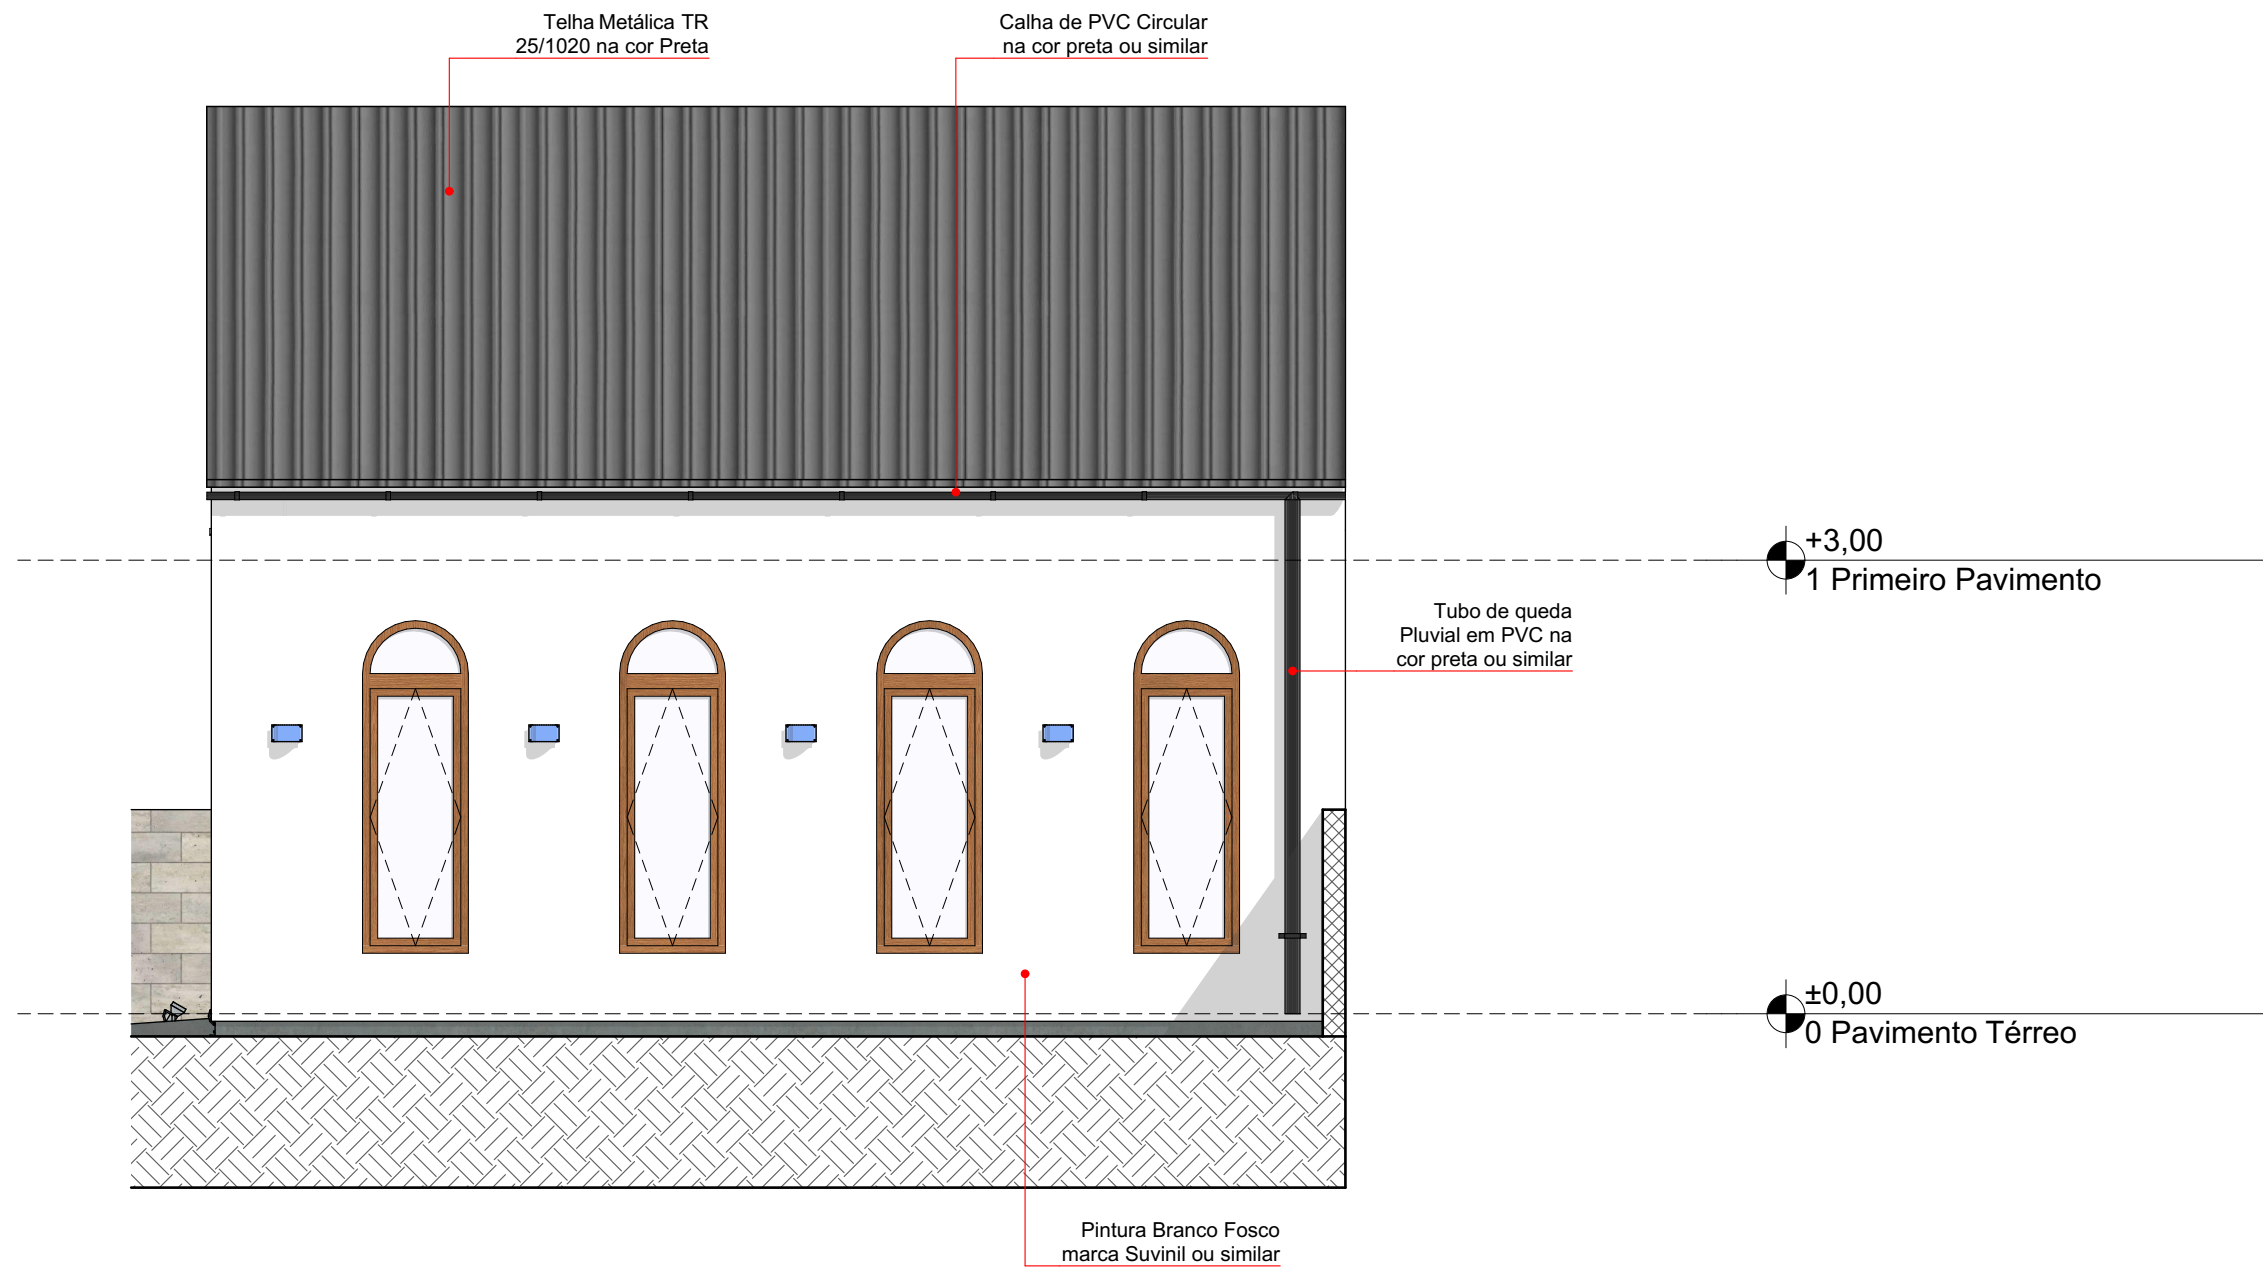 Telha Metálica TR
25/1020 na cor Preta
Calha de PVC Circular
na cor preta ou similar
+3,00
1 Primeiro Pavimento
Tubo de queda
Pluvial em PVC na
cor preta ou similar
±0,00
0 Pavimento Térreo
Pintura Branco Fosco
marca Suvinil ou similar